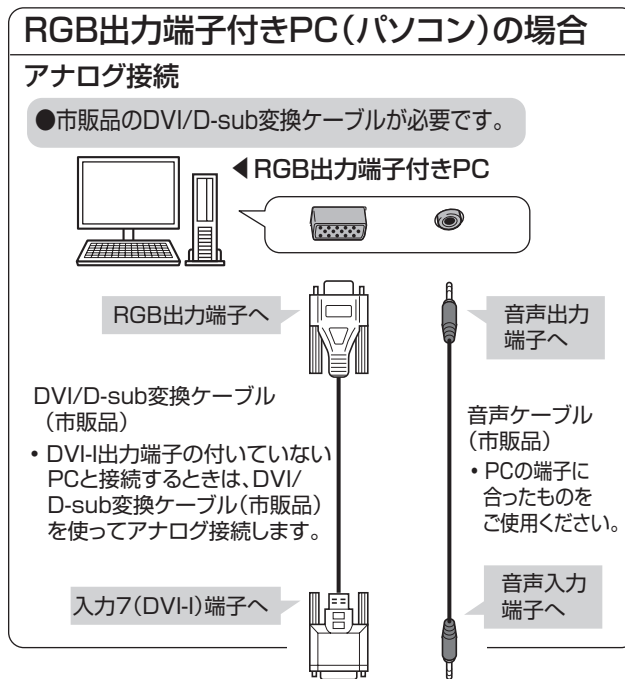 RGB出力端子付きPC（パソコン）の場合
アナログ接続
●市販品のDVI/D-sub変換ケーブルが必要です。
◀RGB出力端子付きPC
RGB出力端子へ
音声出力
端子へ
DVI/D-sub変換ケーブル
（市販品）
・DVI-I出力端子の付いていない
PCと接続するときは、DVI/
D-sub変換ケーブル（市販品）
を使ってアナログ接続します。
音声ケーブル
（市販品）
・PCの端子に
合ったものを
ご使用ください。
入力7（DVI-I）端子へ
音声入力
端子へ